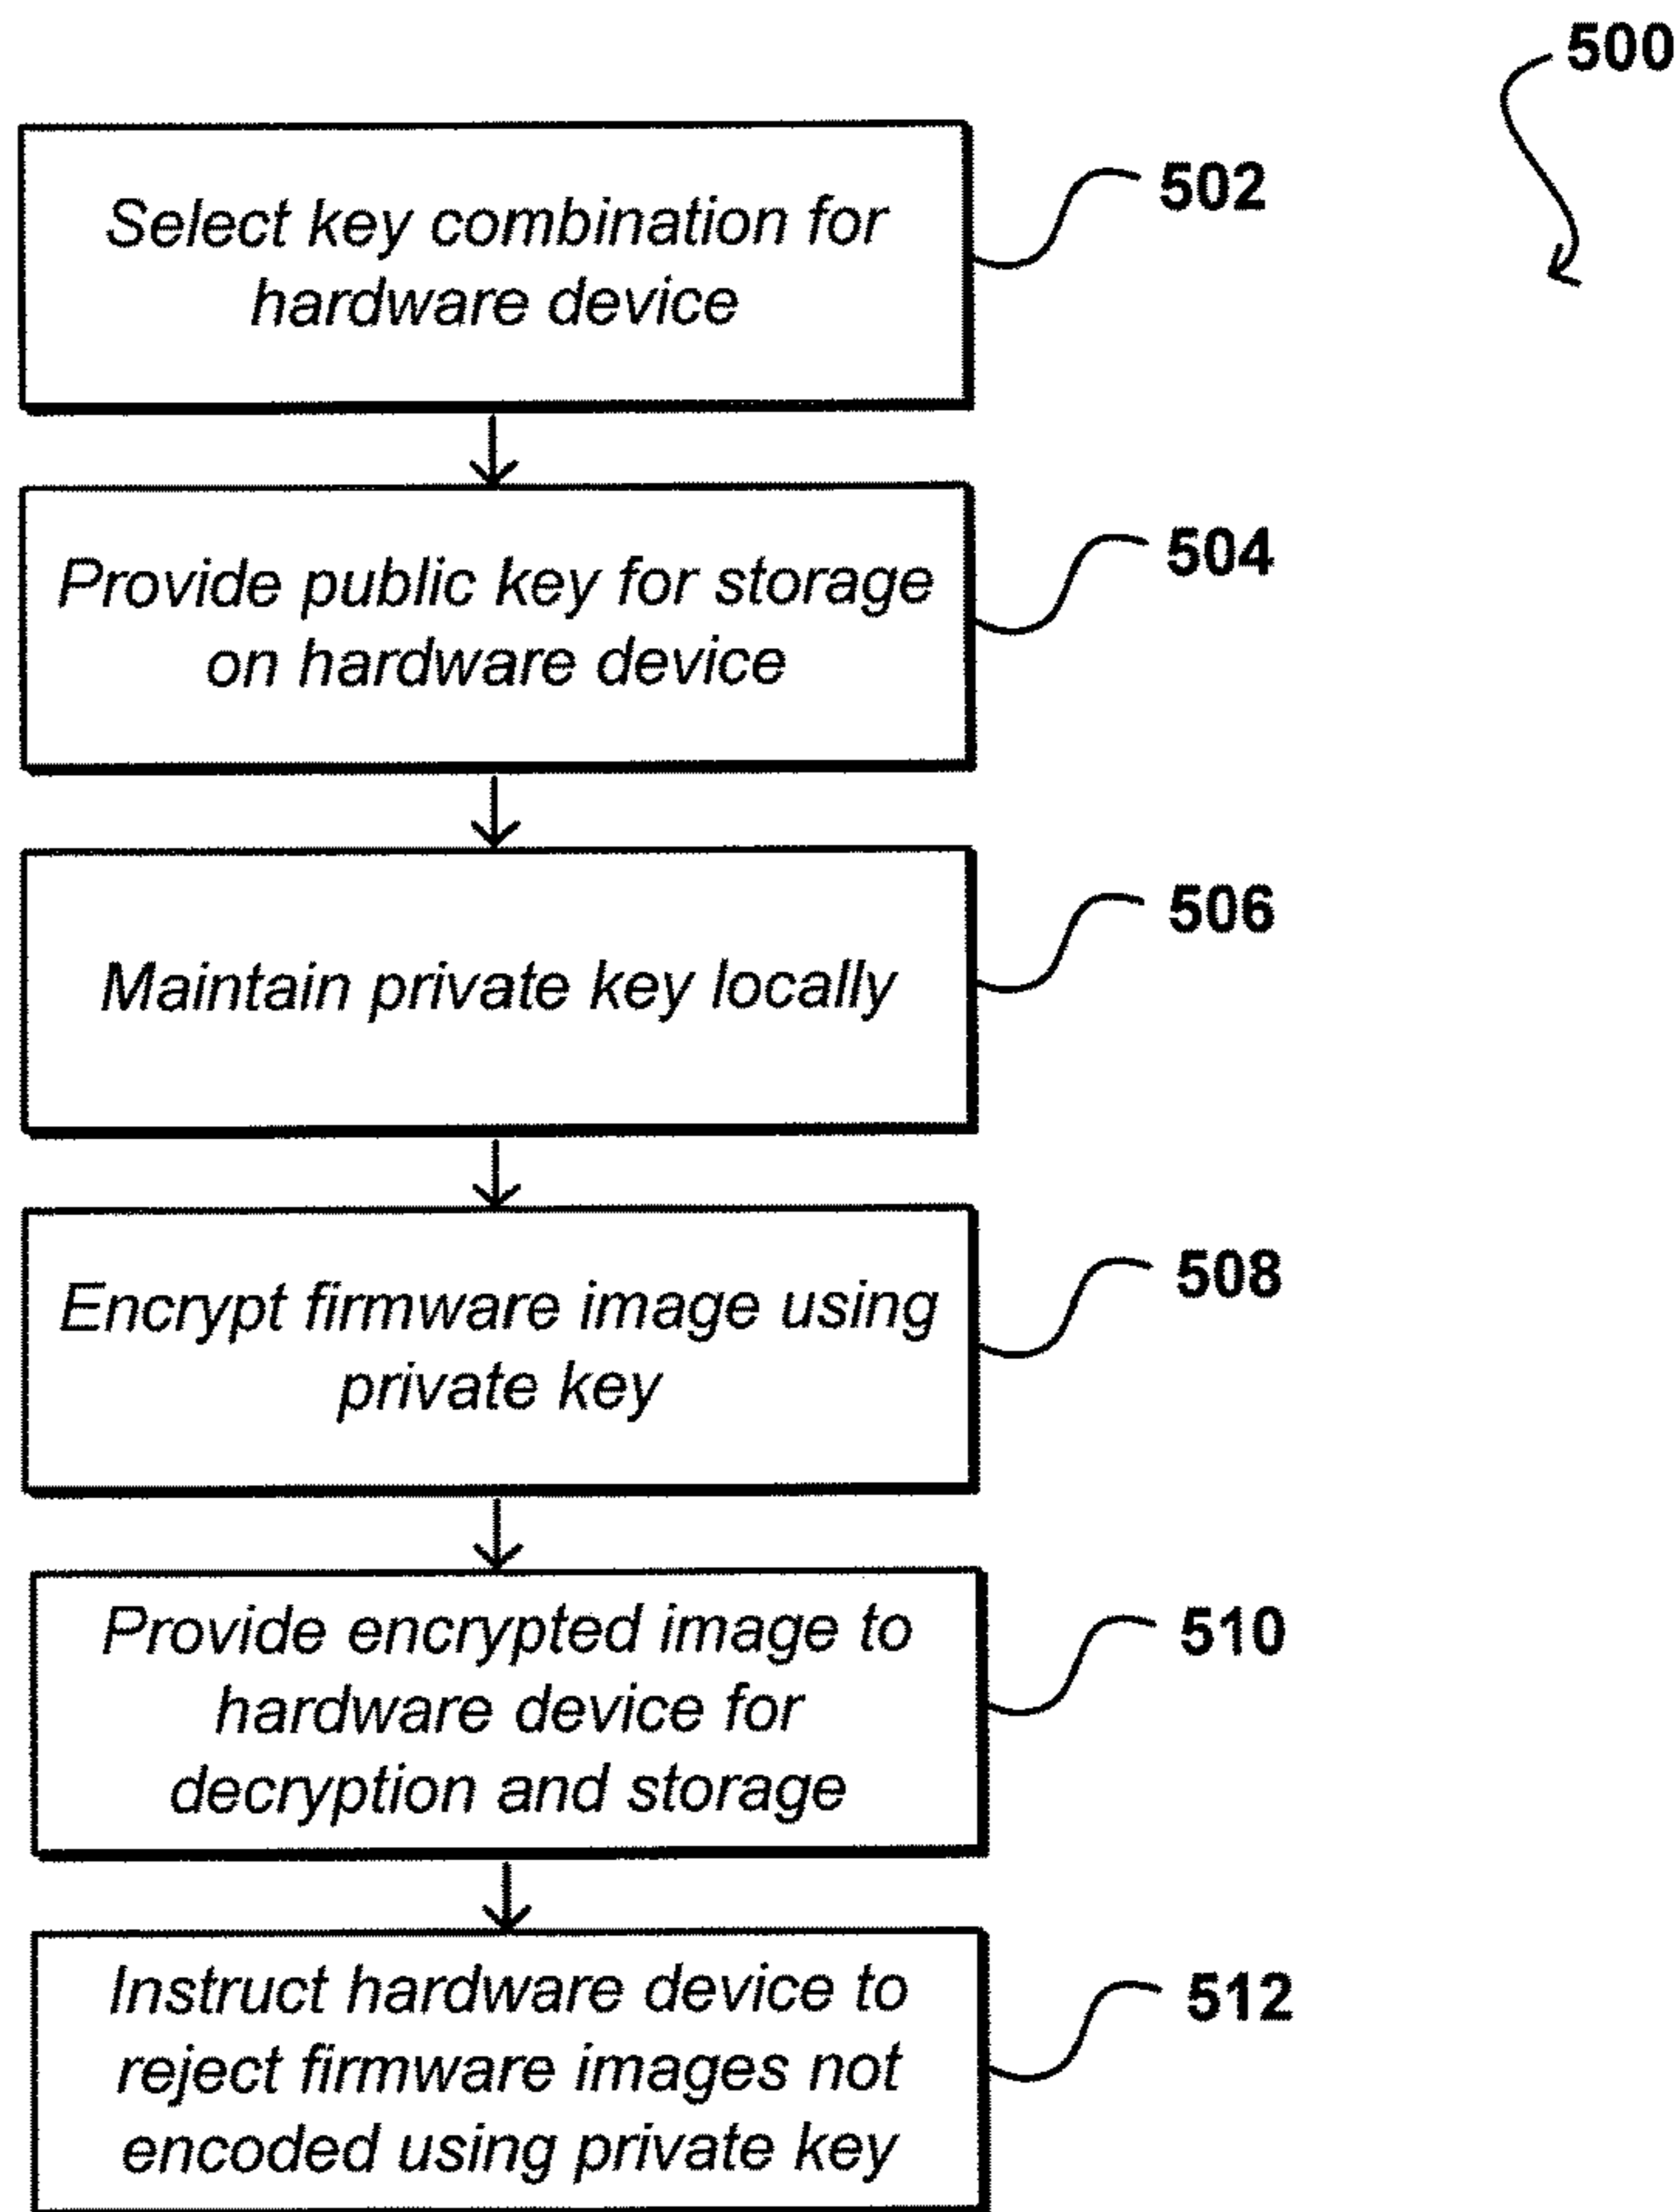 500
Select key combination for
hardware device
502
Provide public key for storage
on hardware device
504
Maintain private key locally
506
Encrypt firmware image using
private key
508
Provide encrypted image to
hardware device for
decryption and storage
510
Instruct hardware device to
reject firmware images not
encoded using private key
512